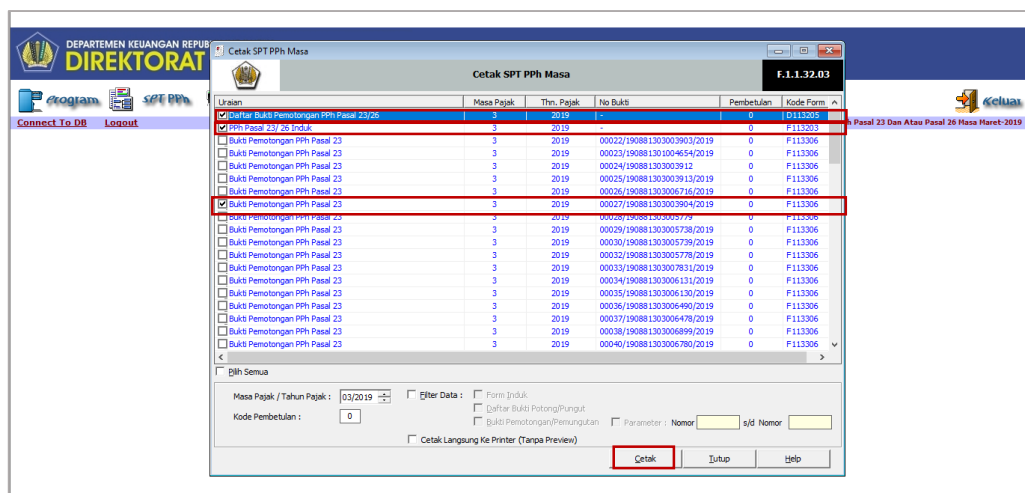 DEPARTEMEN KEUANGAN REPUB
DIREKTORAT
Program
SPT PPh
Keluar
Connect To DB Logout
h Pasal 23 Dan Atau Pasal 26 Masa Maret-2019
Cetak SPT PPh Masa
Cetak SPT PPh Masa
F.1.1.32.03
Uraian Masa Pajak Thn. Pajak No Bukti Pembetulan Kode Form
Daftar Bukti Pemotongan PPh Pasal 23/26 3 2019 - 0 D113205
PPh Pasal 23/ 26 Induk 3 2019 - 0 F113203
Bukti Pemotongan PPh Pasal 23 3 2019 00022/190881303003903/2019 0 F113306
Bukti Pemotongan PPh Pasal 23 3 2019 00023/190881301004654/2019 0 F113306
Bukti Pemotongan PPh Pasal 23 3 2019 00024/190881303003912 0 F113306
Bukti Pemotongan PPh Pasal 23 3 2019 00025/190881303003913/2019 0 F113306
Bukti Pemotongan PPh Pasal 23 3 2019 00026/190881303006716/2019 0 F113306
Bukti Pemotongan PPh Pasal 23 3 2019 00027/190881303003904/2019 0 F113306
Bukti Pemotongan PPh Pasal 23 3 2019 00028/190881303005779 0 F113306
Bukti Pemotongan PPh Pasal 23 3 2019 00029/190881303005738/2019 0 F113306
Bukti Pemotongan PPh Pasal 23 3 2019 00030/190881303005739/2019 0 F113306
Bukti Pemotongan PPh Pasal 23 3 2019 00032/190881303005778/2019 0 F113306
Bukti Pemotongan PPh Pasal 23 3 2019 00033/190881303007831/2019 0 F113306
Bukti Pemotongan PPh Pasal 23 3 2019 00034/190881303006131/2019 0 F113306
Bukti Pemotongan PPh Pasal 23 3 2019 00035/190881303006130/2019 0 F113306
Bukti Pemotongan PPh Pasal 23 3 2019 00036/190881303006490/2019 0 F113306
Bukti Pemotongan PPh Pasal 23 3 2019 00037/190881303006478/2019 0 F113306
Bukti Pemotongan PPh Pasal 23 3 2019 00038/190881303006899/2019 0 F113306
Bukti Pemotongan PPh Pasal 23 3 2019 00040/190881303006780/2019 0 F113306
Pilih Semua
Masa Pajak / Tahun Pajak : 03/2019 Filter Data : Form Induk
Daftar Bukti Potong/Pungut
Kode Pembetulan : 0
Bukti Pemotongan/Pemungutan Parameter : Nomor s/d Nomor
Cetak Langsung Ke Printer (Tanpa Preview)
Cetak Tutup Help